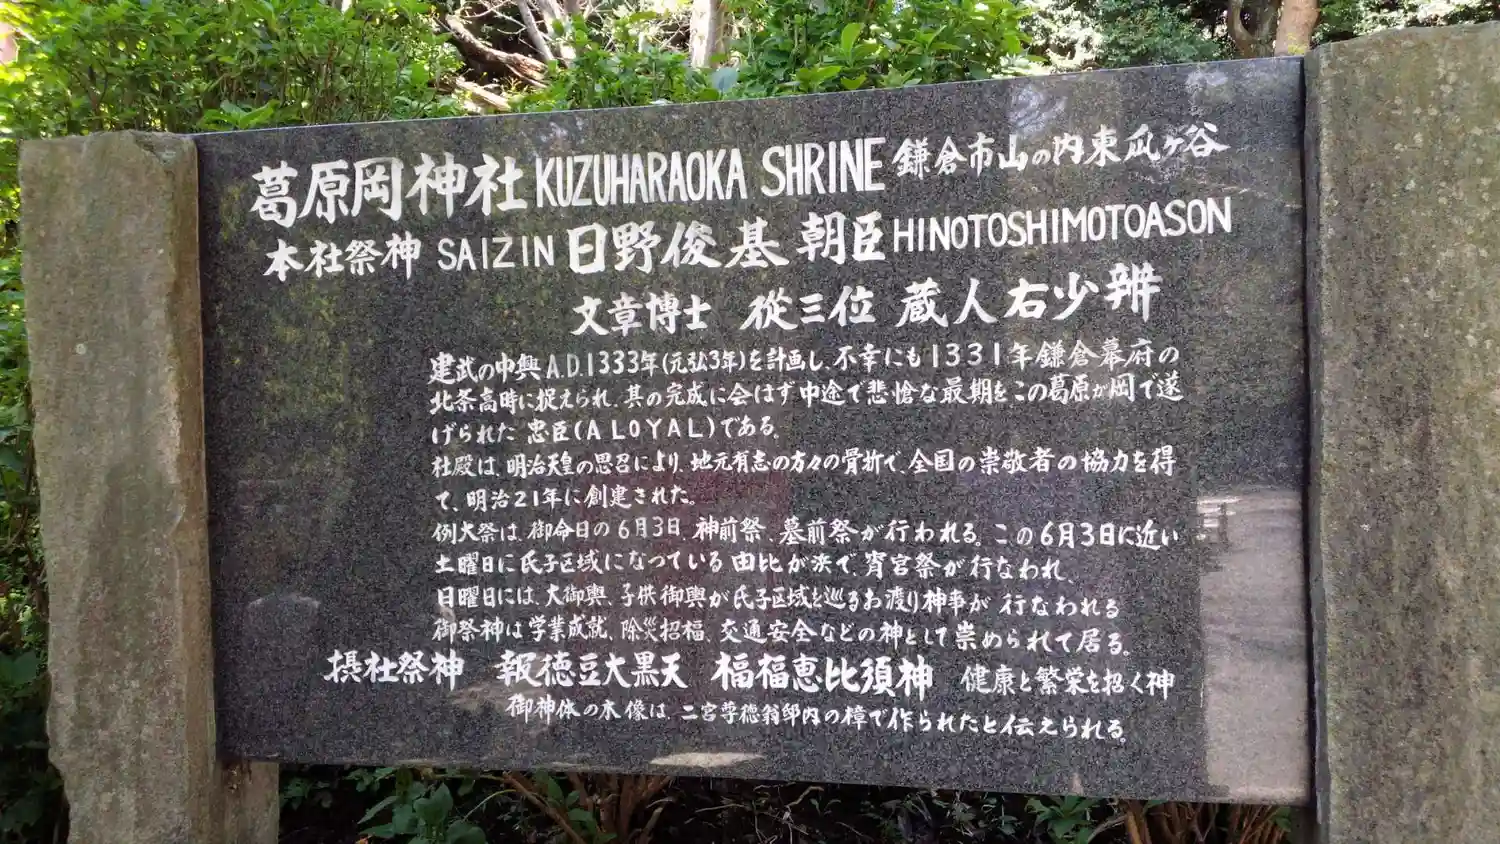 葛原岡神社 KUZUHARAOKA SHRINE 鎌倉市山の内東瓜ヶ谷
本社祭神 SAIZIN 日野俊基 朝臣 HINOTOSHIMOTOASON
文章博士 従三位 蔵人右少辨
建武の中興A.D.1333年(元弘3年)を計画し、不幸にも1331年鎌倉幕府の
北条高時に捉えられ、其の完成に会はず中途で悲愴な最期をこの葛原が岡で遂
げられた 忠臣(A LOYAL)である。
社殿は、明治天皇の思召により、地元有志の方々の骨折で、全国の崇敬者の協力を得
て、明治21年に創建された。
例大祭は、御命日の6月3日、神前祭、墓前祭が行われる。この6月3日に近い
土曜日に氏子区域になっている由比が浜で、宵宮祭が行なわれ、
日曜日には、大御輿、子供御輿が氏子区域を巡るお渡り神事が 行なわれる
御祭神は学業成就、除災招福、交通安全などの神として崇められて居る。
摂社祭神 報徳豆大黒天 福福恵比須神 健康と繁栄を招く神
御神体の木像は、二宮尊徳翁邸内の樟で作られたと伝えられる。